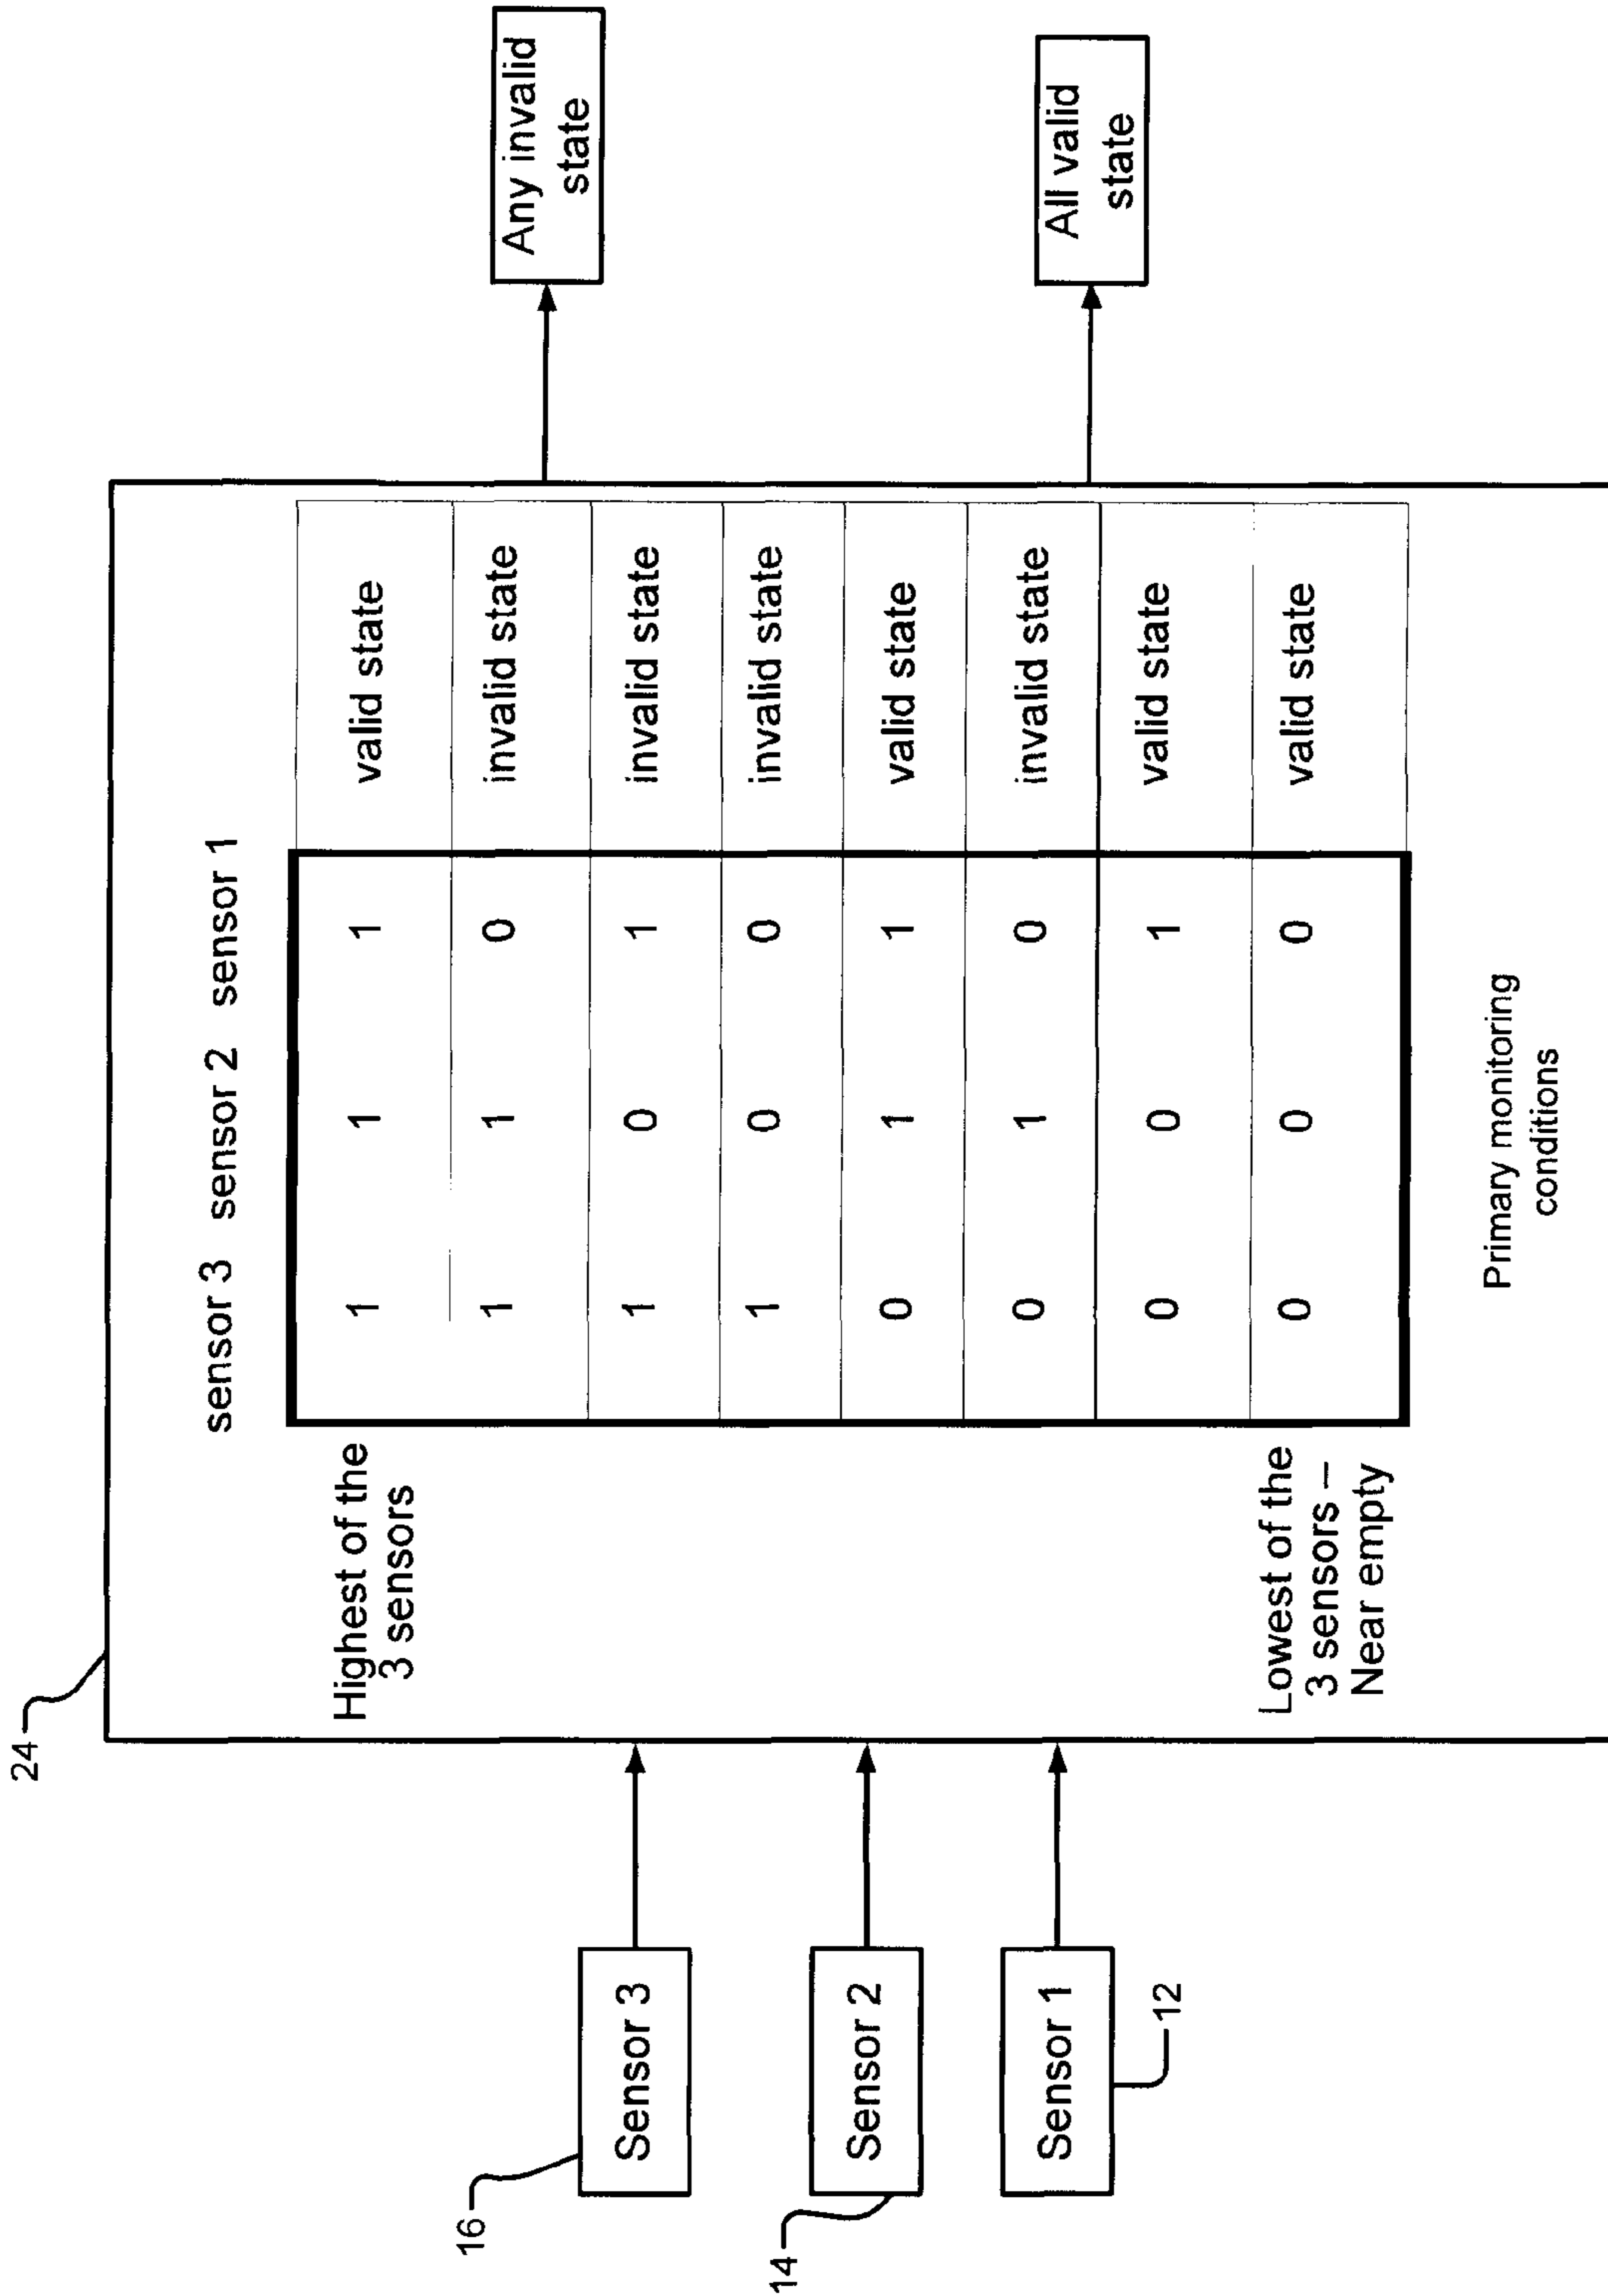 24
sensor 3 sensor 2 sensor 1
Highest of the
3 sensors
1 1 1 valid state
1 1 0 invalid state
1 0 1 invalid state
1 0 0 invalid state
0 1 1 valid state
0 1 0 invalid state
0 0 1 valid state
0 0 0 valid state
Lowest of the
3 sensors –
Near empty
Primary monitoring
conditions
16
Sensor 3
14
Sensor 2
Sensor 1
12
Any invalid
state
All valid
state